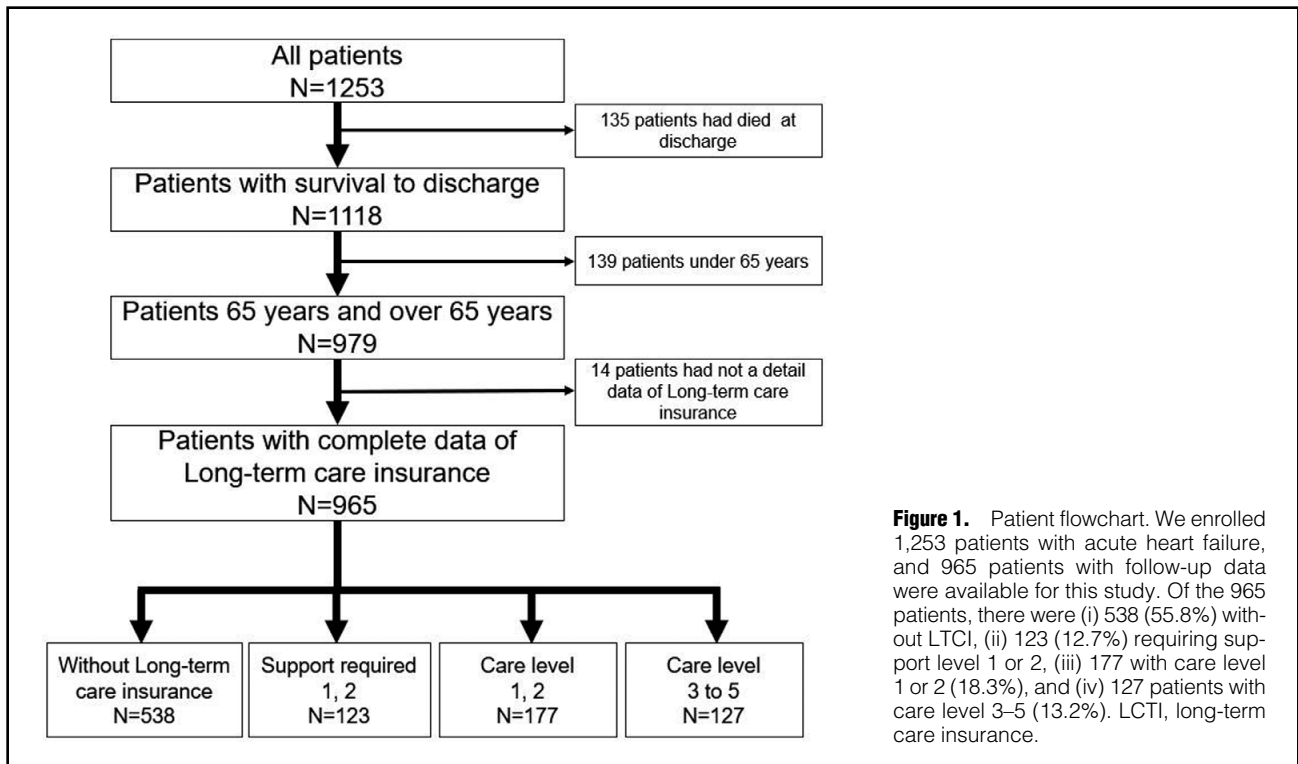 All patients
N=1253
135 patients had died at
discharge
Patients with survival to discharge
N=1118
139 patients under 65 years
Patients 65 years and over 65 years
N=979
14 patients had not a detail
data of Long-term care
insurance
Patients with complete data of
Long-term care insurance
N=965
Without Long-term
care insurance
N=538
Support required
1, 2
N=123
Care level
1, 2
N=177
Care level
3 to 5
N=127
Figure 1. Patient flowchart. We enrolled
1,253 patients with acute heart failure,
and 965 patients with follow-up data
were available for this study. Of the 965
patients, there were (i) 538 (55.8%) with-
out LTCI, (ii) 123 (12.7%) requiring sup-
port level 1 or 2, (iii) 177 with care level
1 or 2 (18.3%), and (iv) 127 patients with
care level 3–5 (13.2%). LCTI, long-term
care insurance.